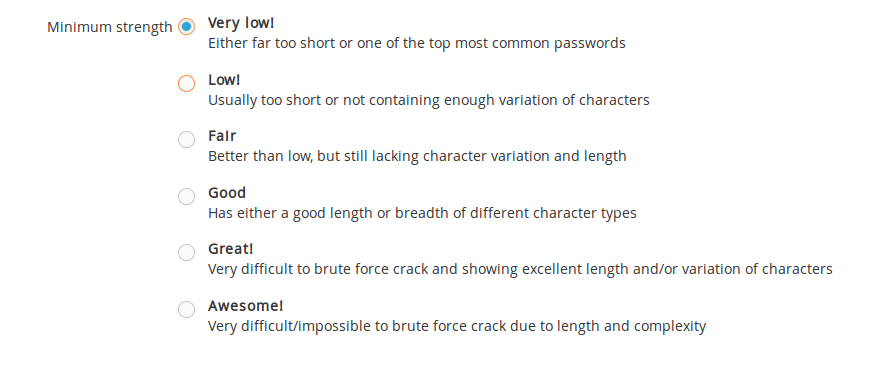 Minimum strength
Very low!
Either far too short or one of the top most common passwords
Low!
Usually too short or not containing enough variation of characters
Fair
Better than low, but still lacking character variation and length
Good
Has either a good length or breadth of different character types
Great!
Very difficult to brute force crack and showing excellent length and/or variation of characters
Awesome!
Very difficult/impossible to brute force crack due to length and complexity